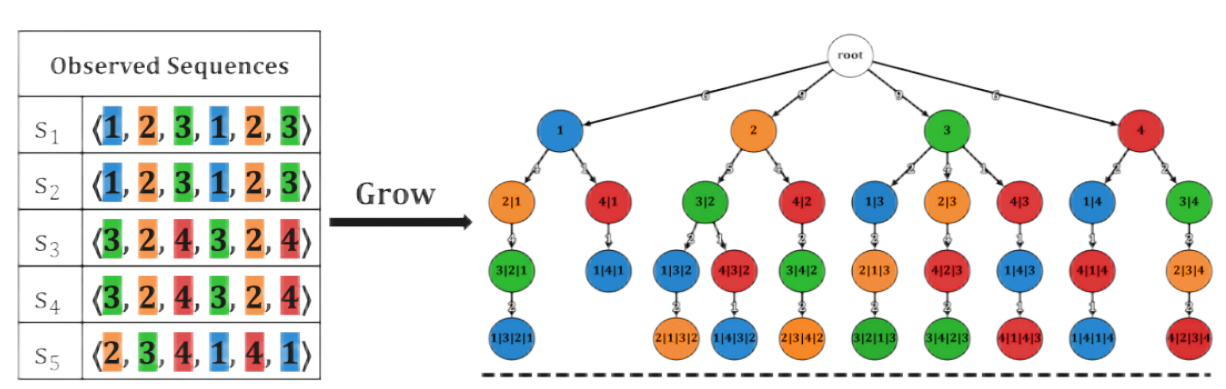 Observed Sequences
S1 ⟨1, 2, 3, 1, 2, 3⟩
S2 ⟨1, 2, 3, 1, 2, 3⟩
S3 ⟨3, 2, 4, 3, 2, 4⟩
S4 ⟨3, 2, 4, 3, 2, 4⟩
S5 ⟨2, 3, 4, 1, 4, 1⟩
Grow
root
6 9 9 6
1 2 3 4
2|1 4|1 3|2 4|2 1|3 2|3 4|3 1|4 3|4
3|2|1 1|4|1 1|3|2 4|3|2 3|4|2 2|1|3 4|2|3 1|4|3 4|1|4 2|3|4
1|3|2|1 2|1|3|2 1|4|3|2 2|3|4|2 3|2|1|3 3|4|2|3 4|1|4|3 1|4|1|4 4|2|3|4